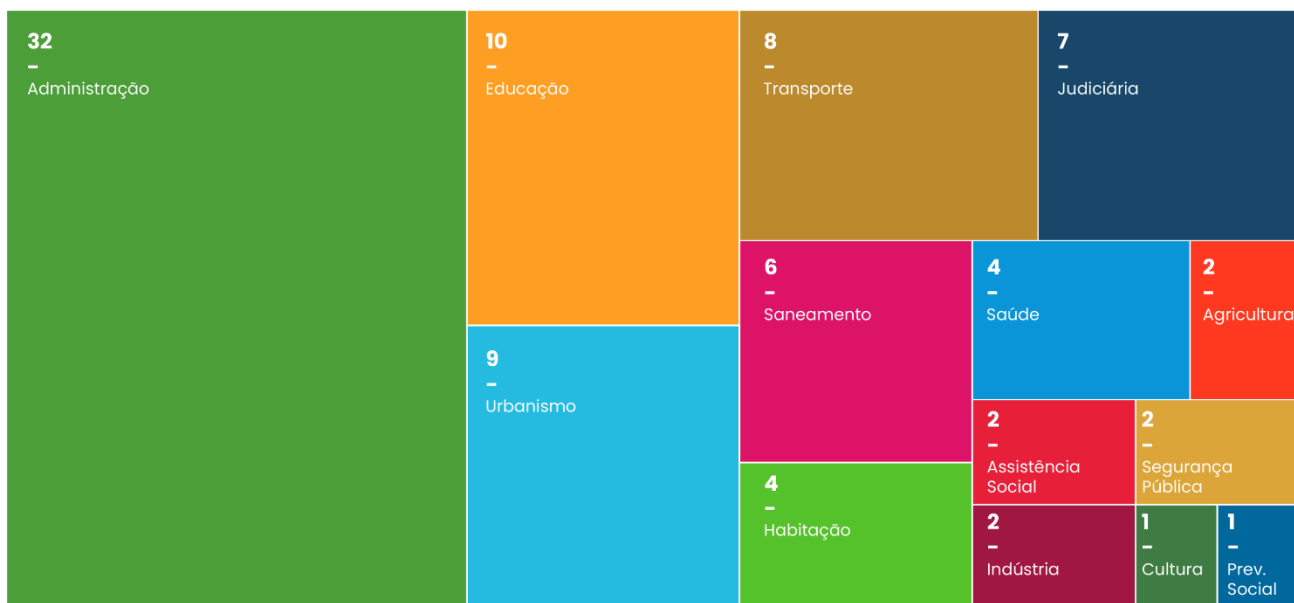 32
–
Administração
10
–
Educação
9
–
Urbanismo
8
–
Transporte
7
–
Judiciária
6
–
Saneamento
4
–
Habitação
4
–
Saúde
2
–
Agricultura
2
–
Assistência
Social
2
–
Segurança
Pública
2
–
Indústria
1
–
Cultura
1
–
Prev.
Social